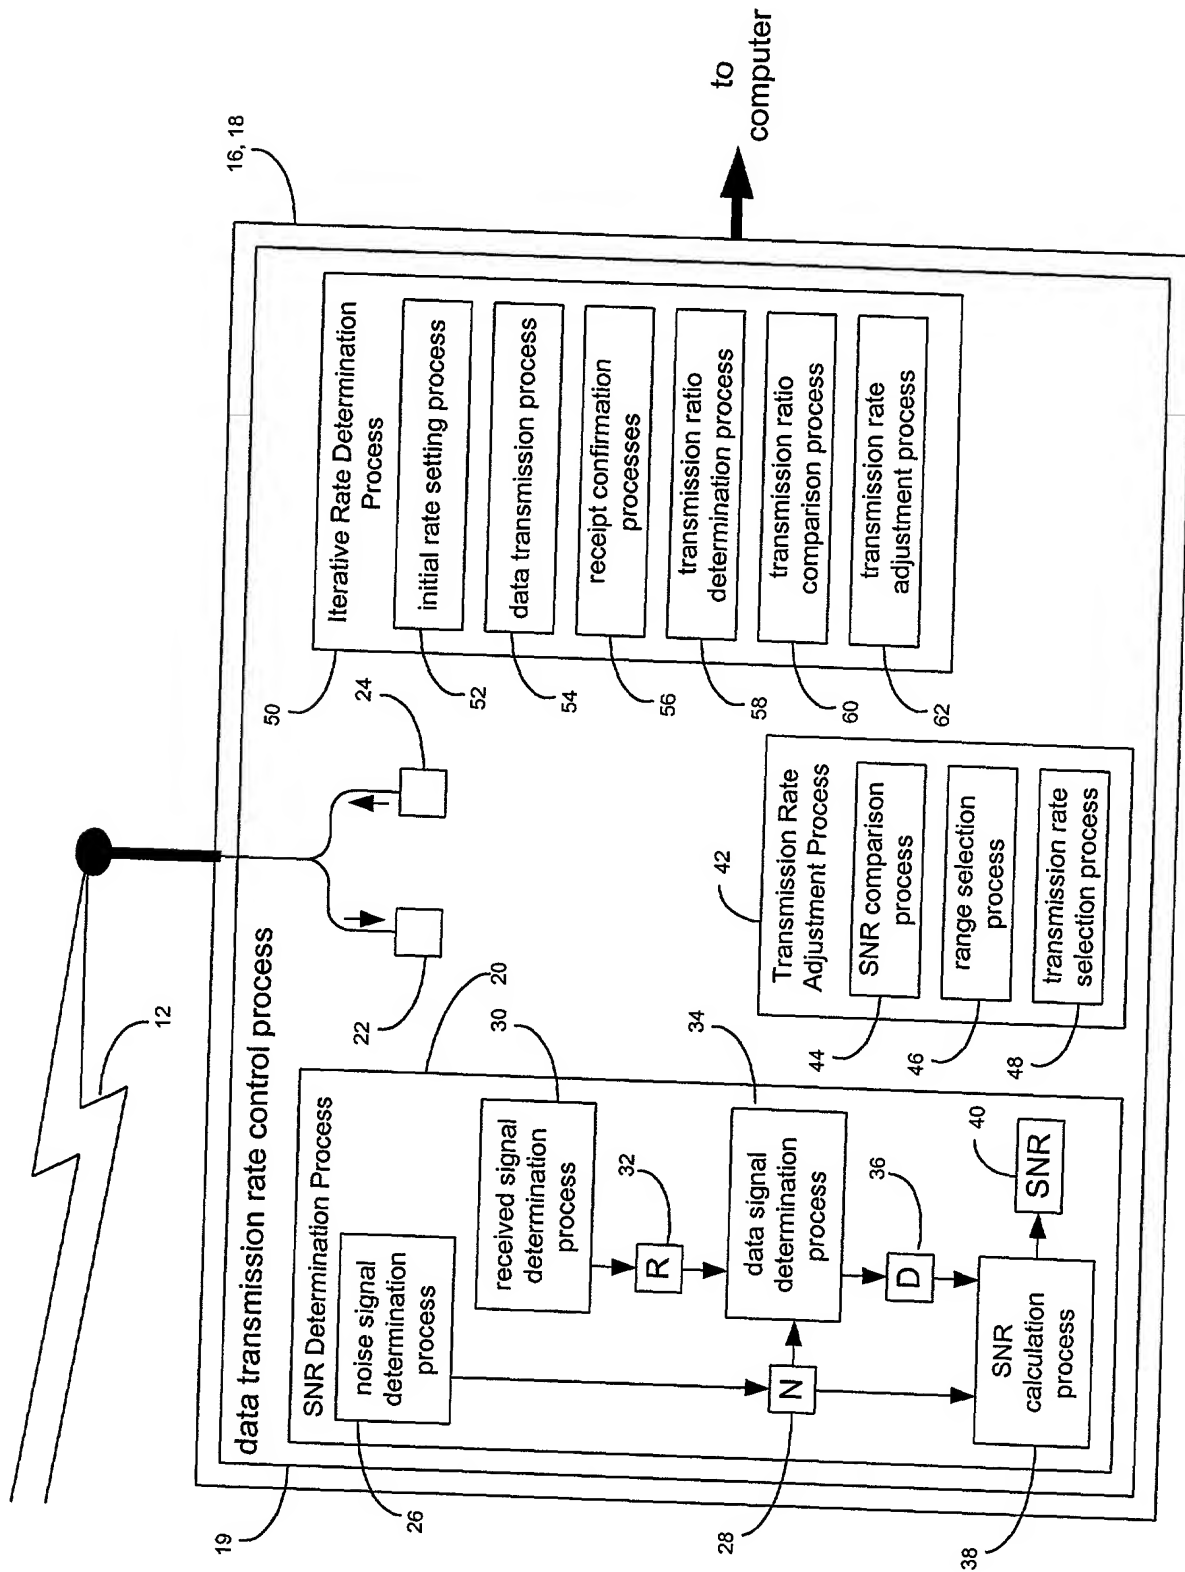 12
16, 18
to
computer
data transmission rate control process
19
SNR Determination Process
20
noise signal
determination
process
26
received signal
determination
process
30
R
32
N
28
data signal
determination
process
34
D
36
SNR
calculation
process
38
SNR
40
22
24
Transmission Rate
Adjustment Process
42
SNR comparison
process
44
range selection
process
46
transmission rate
selection process
48
Iterative Rate Determination
Process
50
initial rate setting process
52
data transmission process
54
receipt confirmation
processes
56
transmission ratio
determination process
58
transmission ratio
comparison process
60
transmission rate
adjustment process
62